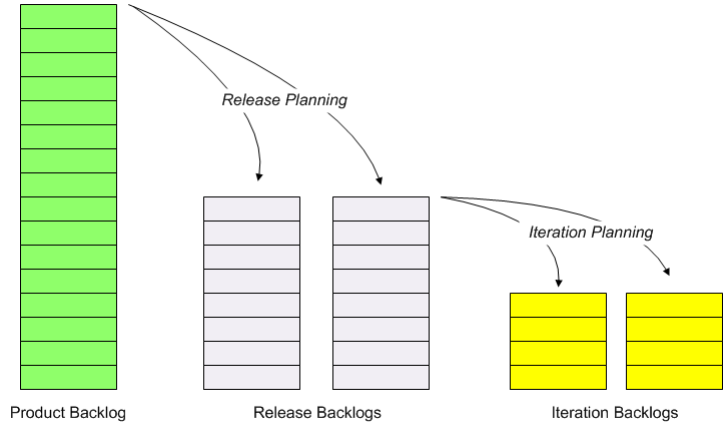 Release Planning
Iteration Planning
Product Backlog
Release Backlogs
Iteration Backlogs